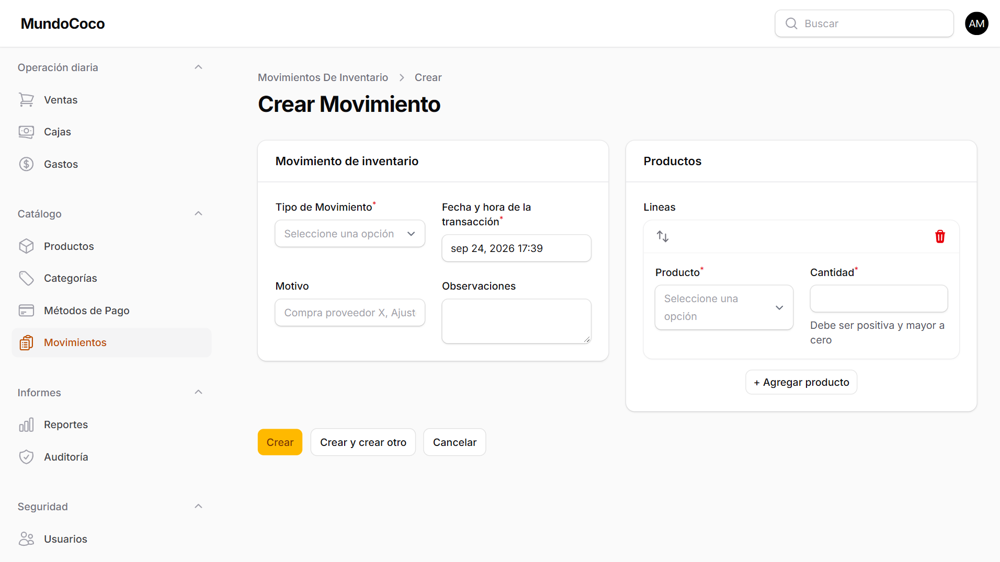 MundoCoco
Buscar
AM
Operación diaria
Ventas
Cajas
Gastos
Catálogo
Productos
Categorías
Métodos de Pago
Movimientos
Informes
Reportes
Auditoría
Seguridad
Usuarios
Movimientos De Inventario > Crear
Crear Movimiento
Movimiento de inventario
Tipo de Movimiento*
Seleccione una opción
Fecha y hora de la
transacción*
sep 24, 2026 17:39
Motivo
Compra proveedor X, Ajust
Observaciones
Productos
Lineas
Producto*
Seleccione una
opción
Cantidad*
Debe ser positiva y mayor a
cero
+ Agregar producto
Crear
Crear y crear otro
Cancelar